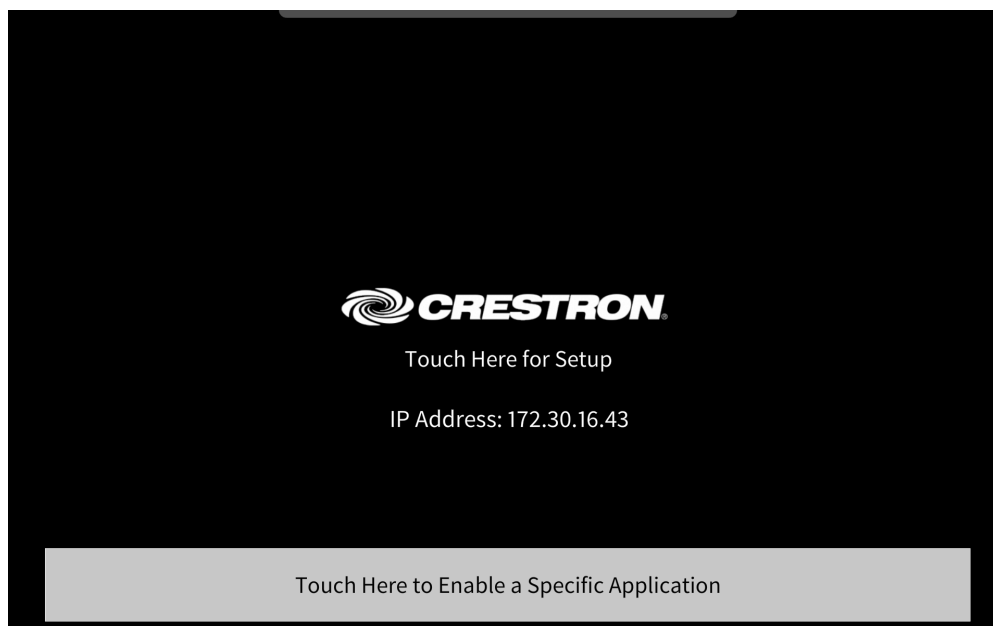 CRESTRON®
Touch Here for Setup
IP Address: 172.30.16.43
Touch Here to Enable a Specific Application